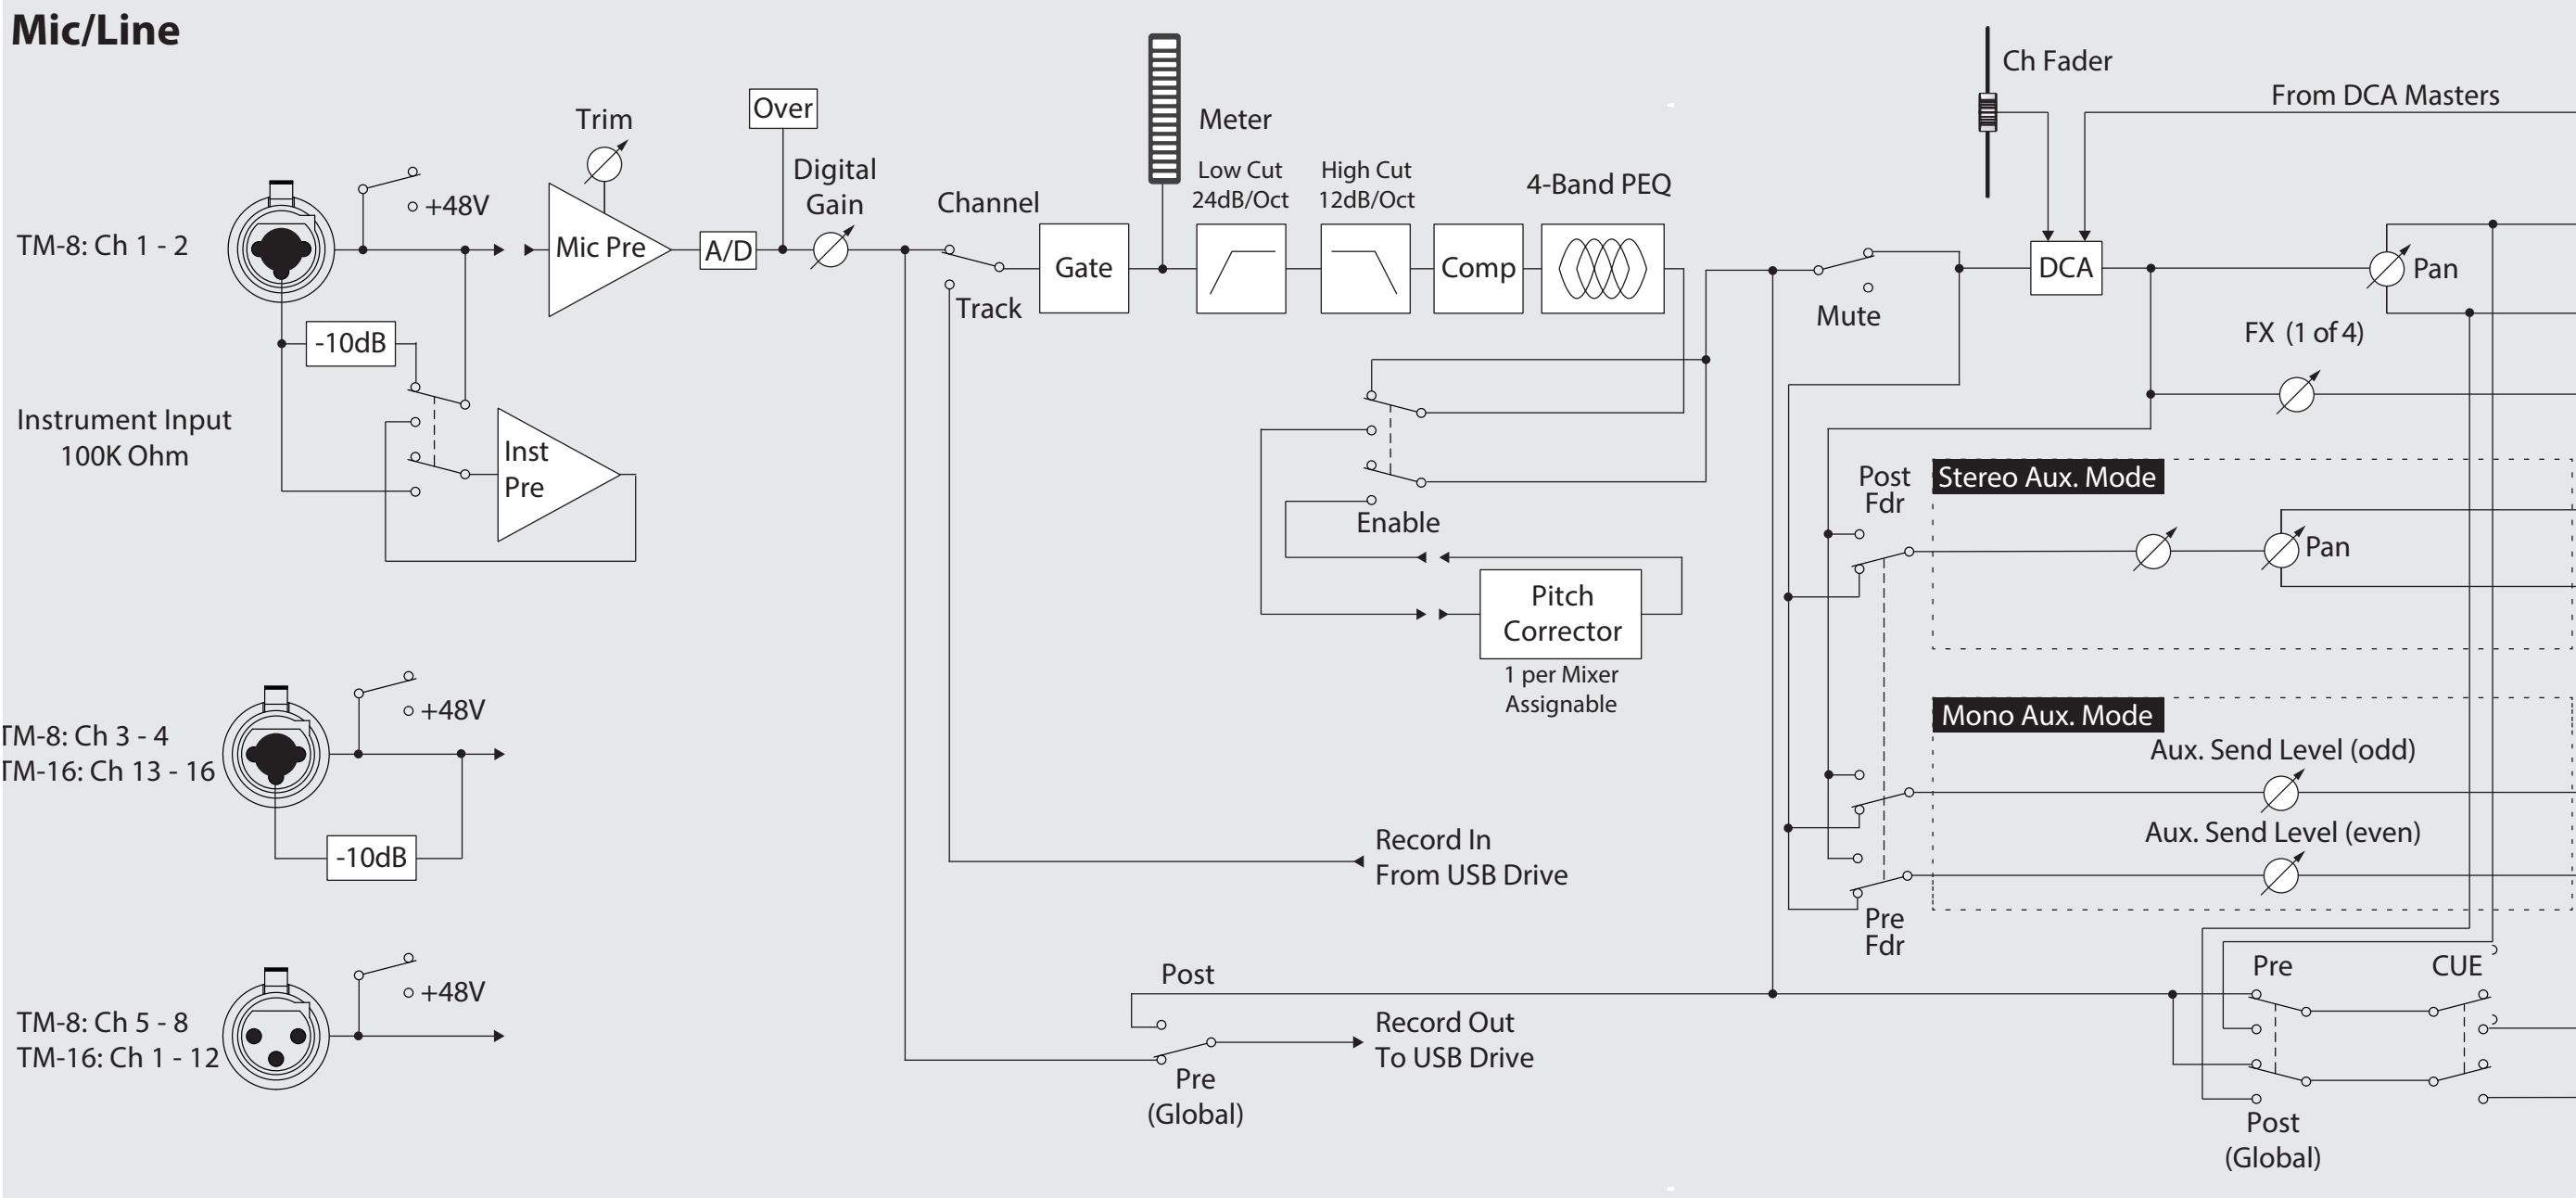 Mic/Line
Ch Fader
From DCA Masters
Over
Trim
Meter
Digital
Gain
Low Cut
24dB/Oct
High Cut
12dB/Oct
4-Band PEQ
Channel
+48V
TM-8: Ch 1 - 2
Mic Pre
A/D
Gate
Comp
DCA
Pan
Track
Mute
-10dB
FX (1 of 4)
Instrument Input
100K Ohm
Inst
Pre
Enable
Post
Fdr
Stereo Aux. Mode
Pan
Pitch
Corrector
1 per Mixer
Assignable
+48V
TM-8: Ch 3 - 4
TM-16: Ch 13 - 16
-10dB
Mono Aux. Mode
Aux. Send Level (odd)
Aux. Send Level (even)
Record In
From USB Drive
Pre
Fdr
+48V
TM-8: Ch 5 - 8
TM-16: Ch 1 - 12
Post
Record Out
To USB Drive
Pre
(Global)
Pre
CUE
Post
(Global)